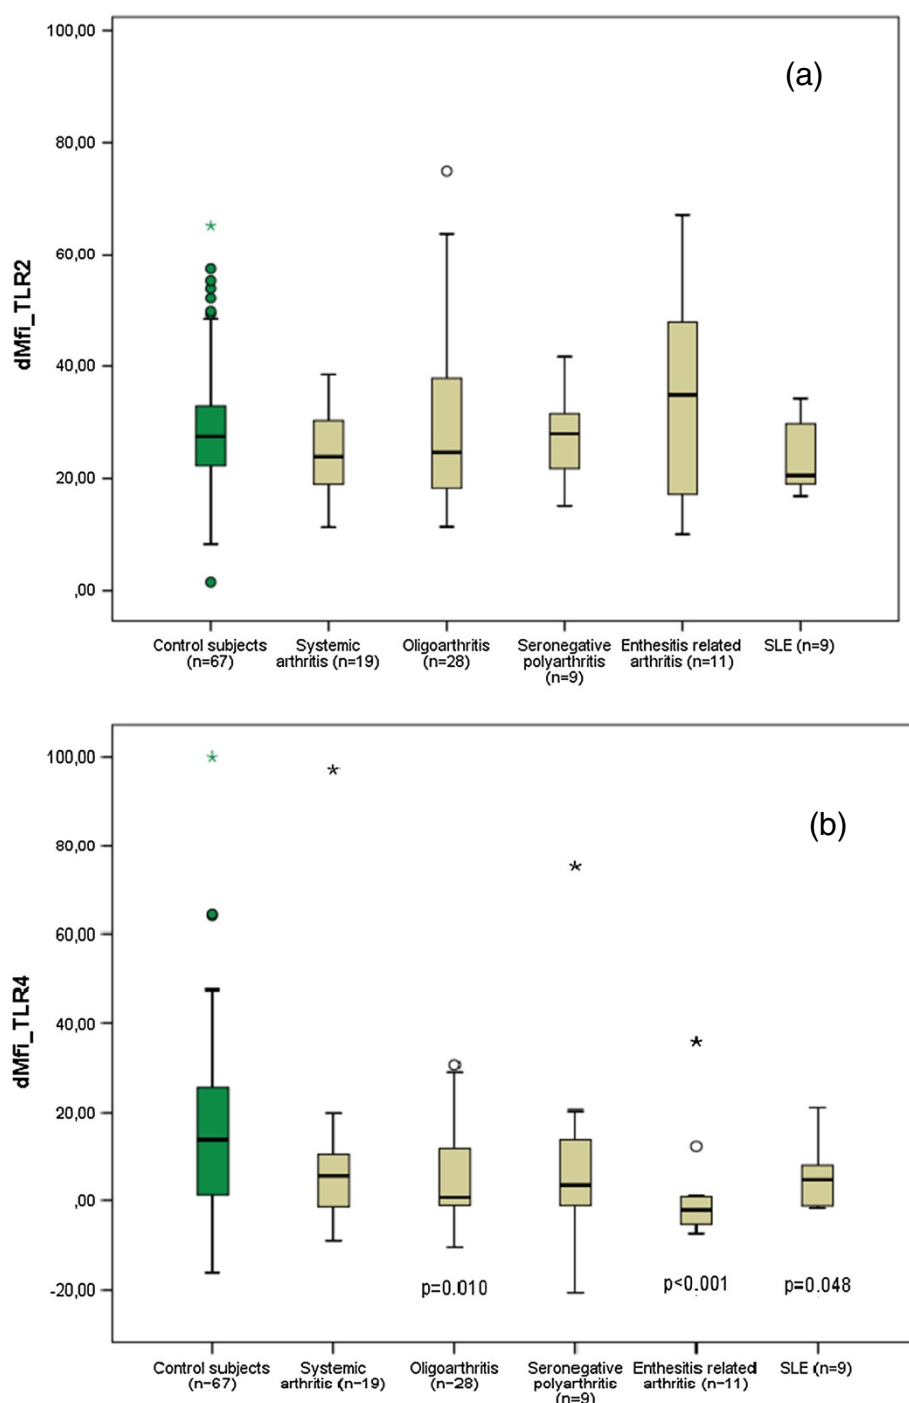 100,00
(a)
80,00
60,00
dMfi_TLR2
40,00
20,00
,00
Control subjects
(n=67)
Systemic
arthritis (n=19)
Oligoarthritis
(n=28)
Seronegative
polyarthritis
(n=9)
Enthesitis related
arthritis (n=11)
SLE (n=9)
100,00
(b)
80,00
60,00
dMfi_TLR4
40,00
20,00
,00
-20,00
p=0.010
p<0.001
p=0.048
Control subjects
(n-67)
Systemic
arthritis (n-19)
Oligoarthritis
(n-28)
Seronegative
polyarthritis
(n=9)
Enthesitis related
arthritis (n-11)
SLE (n=9)